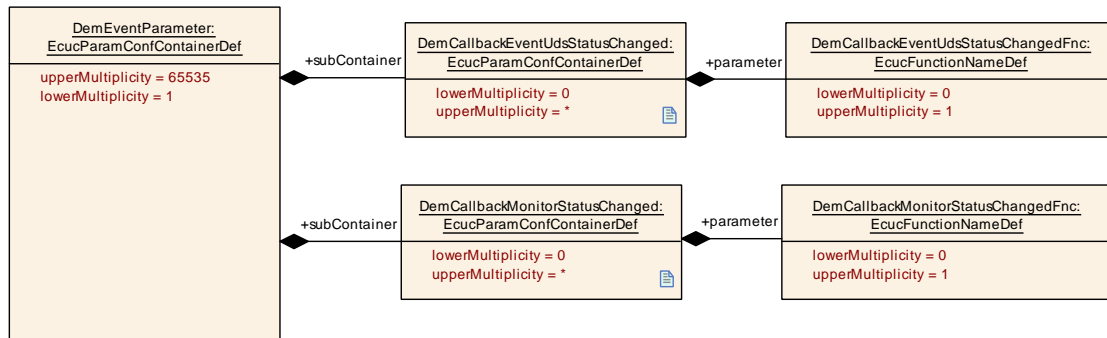 DemEventParameter:
EcucParamConfContainerDef
upperMultiplicity = 65535
lowerMultiplicity = 1
+subContainer
DemCallbackEventUdsStatusChanged:
EcucParamConfContainerDef
lowerMultiplicity = 0
upperMultiplicity = *
+parameter
DemCallbackEventUdsStatusChangedFnc:
EcucFunctionNameDef
lowerMultiplicity = 0
upperMultiplicity = 1
+subContainer
DemCallbackMonitorStatusChanged:
EcucParamConfContainerDef
lowerMultiplicity = 0
upperMultiplicity = *
+parameter
DemCallbackMonitorStatusChangedFnc:
EcucFunctionNameDef
lowerMultiplicity = 0
upperMultiplicity = 1